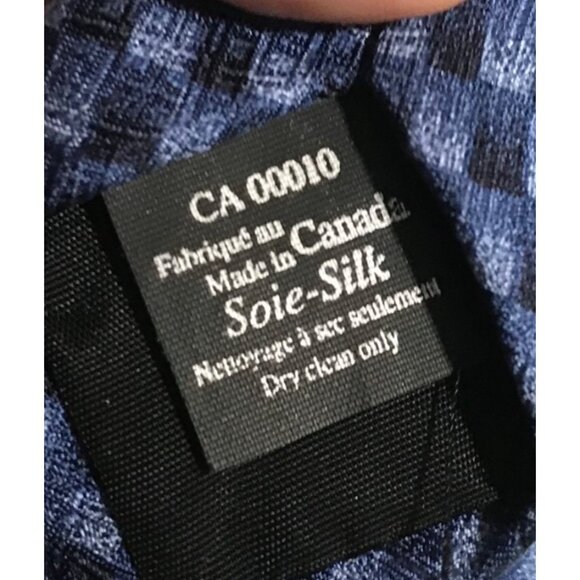 CA 00010
Fabriqué au
Made in Canada
Soie-Silk
Nettoyage à sec seulement
Dry clean only